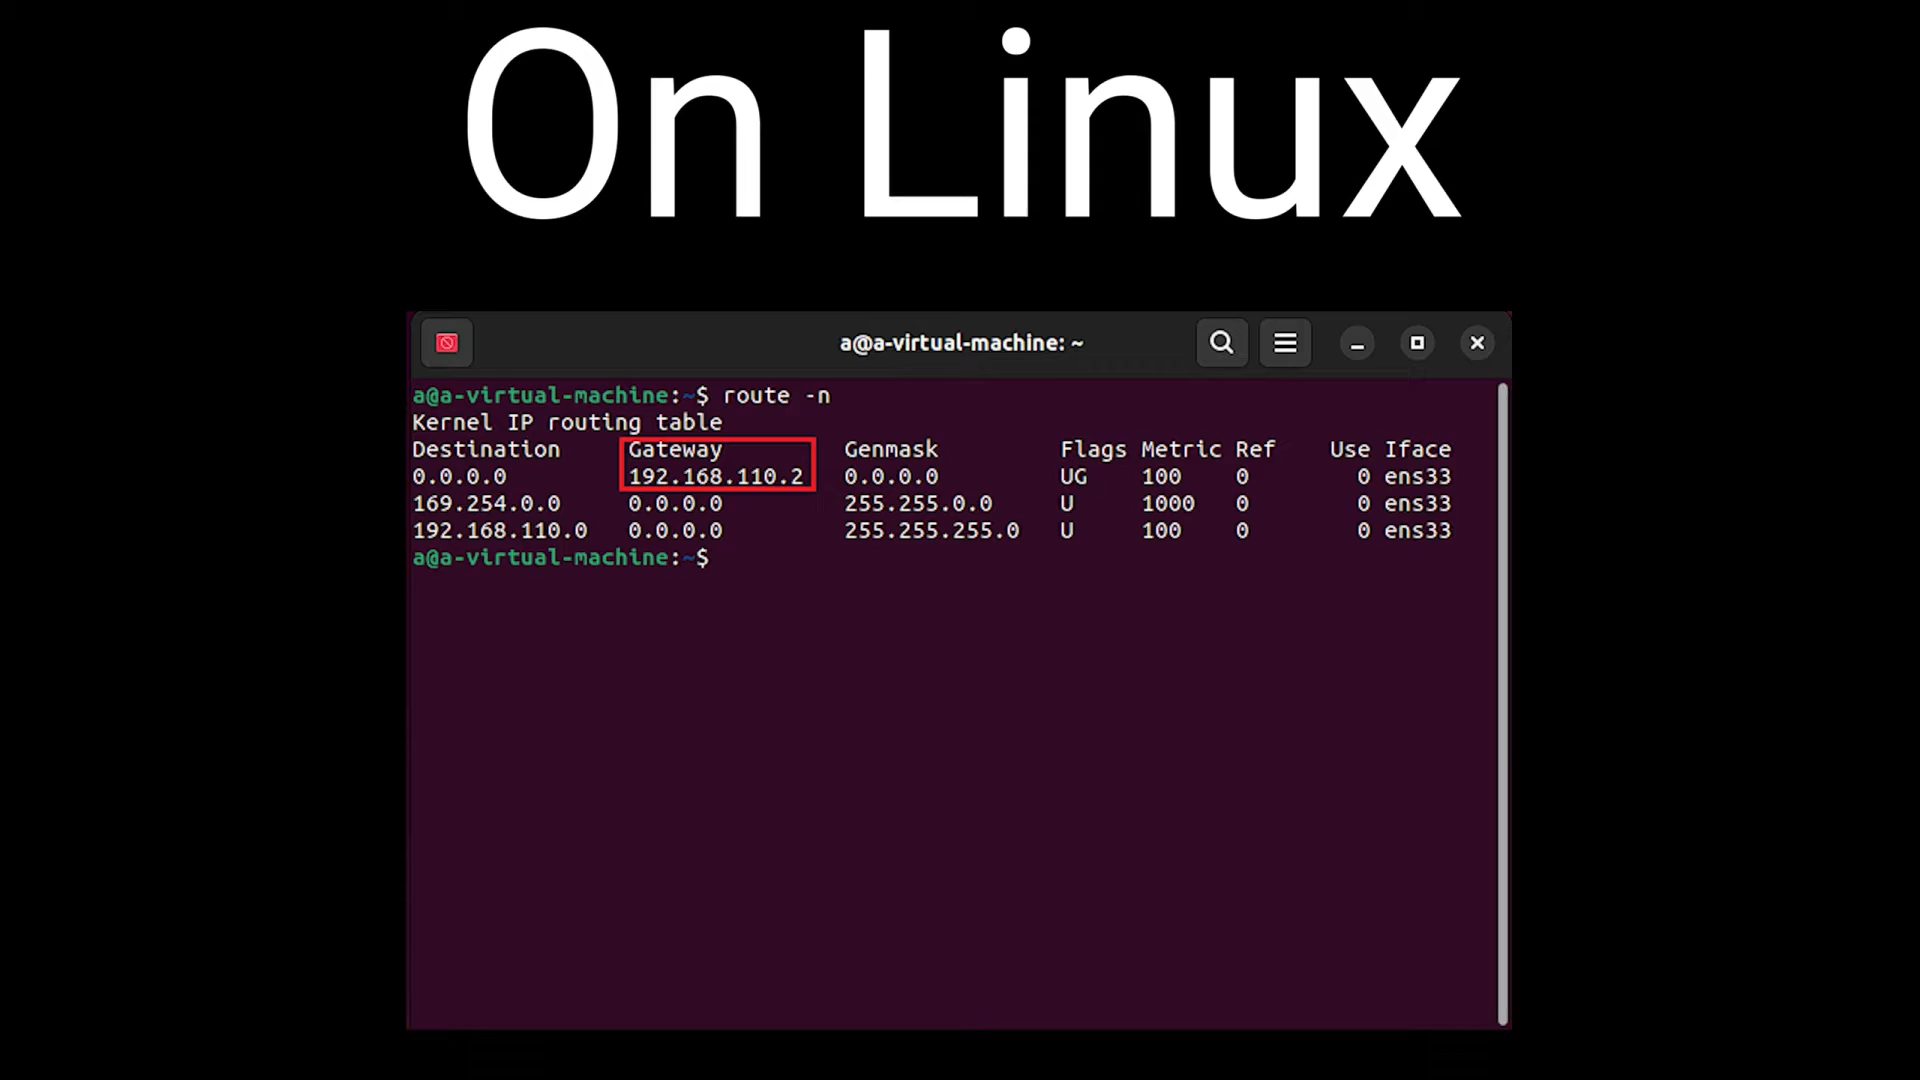 On Linux
a@a-virtual-machine: ~
a@a-virtual-machine:~$ route -n
Kernel IP routing table
Destination Gateway Genmask Flags Metric Ref Use Iface
0.0.0.0 192.168.110.2 0.0.0.0 UG 100 0 0 ens33
169.254.0.0 0.0.0.0 255.255.0.0 U 1000 0 0 ens33
192.168.110.0 0.0.0.0 255.255.255.0 U 100 0 0 ens33
a@a-virtual-machine:~$